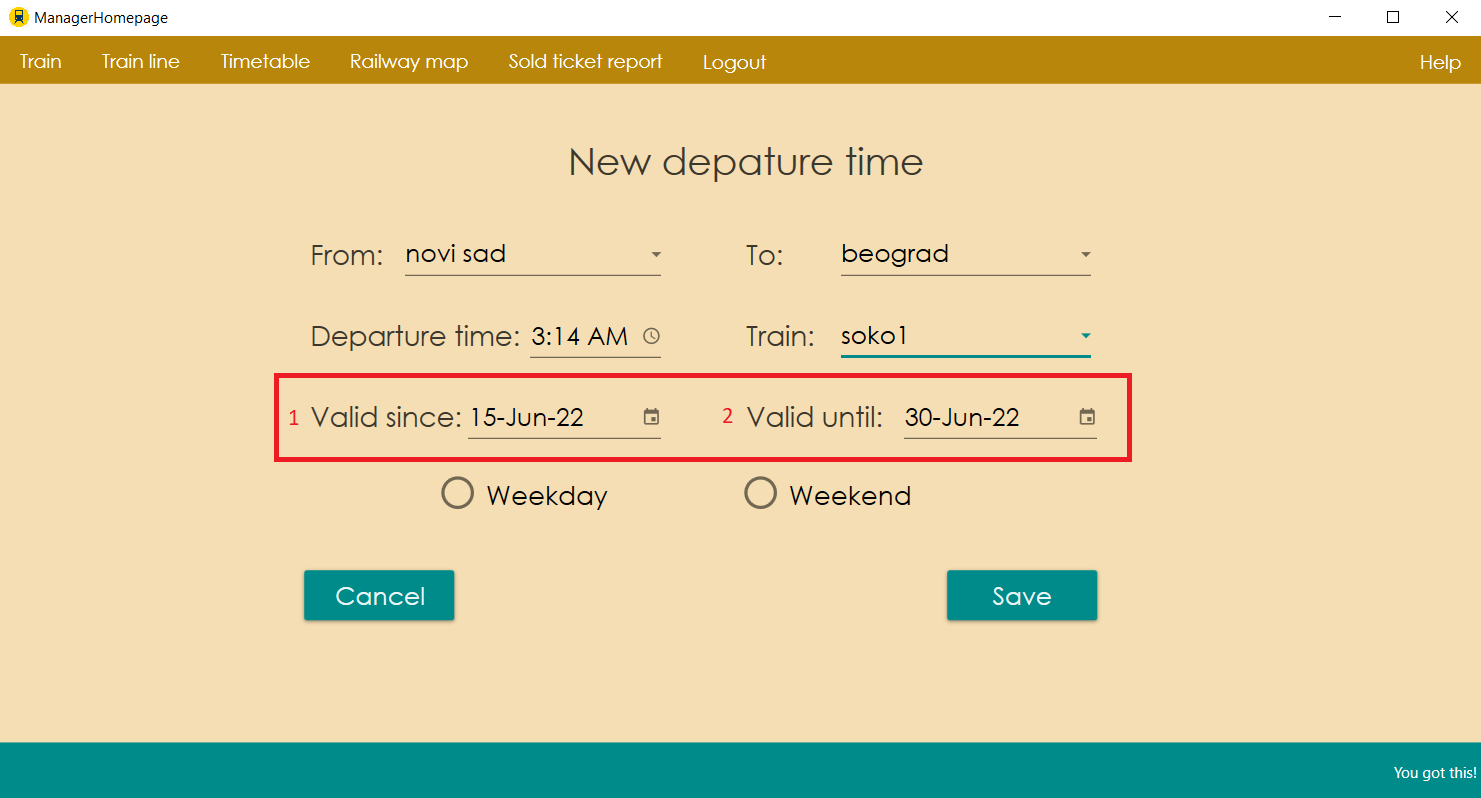 ManagerHomepage
Train Train line Timetable Railway map Sold ticket report Logout Help
New depature time
From: novi sad To: beograd
Departure time: 3:14 AM Train: soko1
1 Valid since: 15-Jun-22 2 Valid until: 30-Jun-22
Weekday Weekend
Cancel Save
You got this!